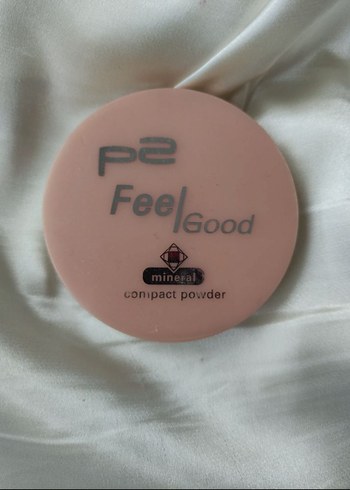 p2
Feel
Good
mineral
compact powder